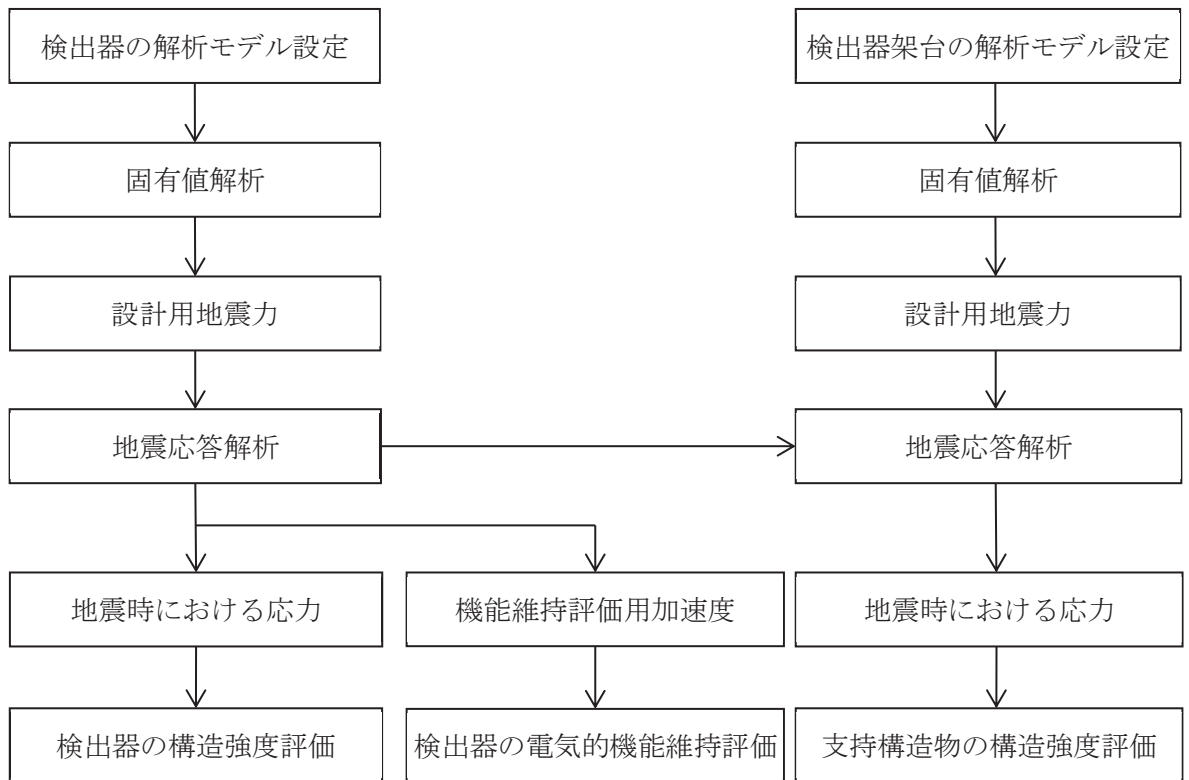 検出器の解析モデル設定
検出器架台の解析モデル設定
固有値解析
固有値解析
設計用地震力
設計用地震力
地震応答解析
地震応答解析
地震時における応力
機能維持評価用加速度
地震時における応力
検出器の構造強度評価
検出器の電気的機能維持評価
支持構造物の構造強度評価